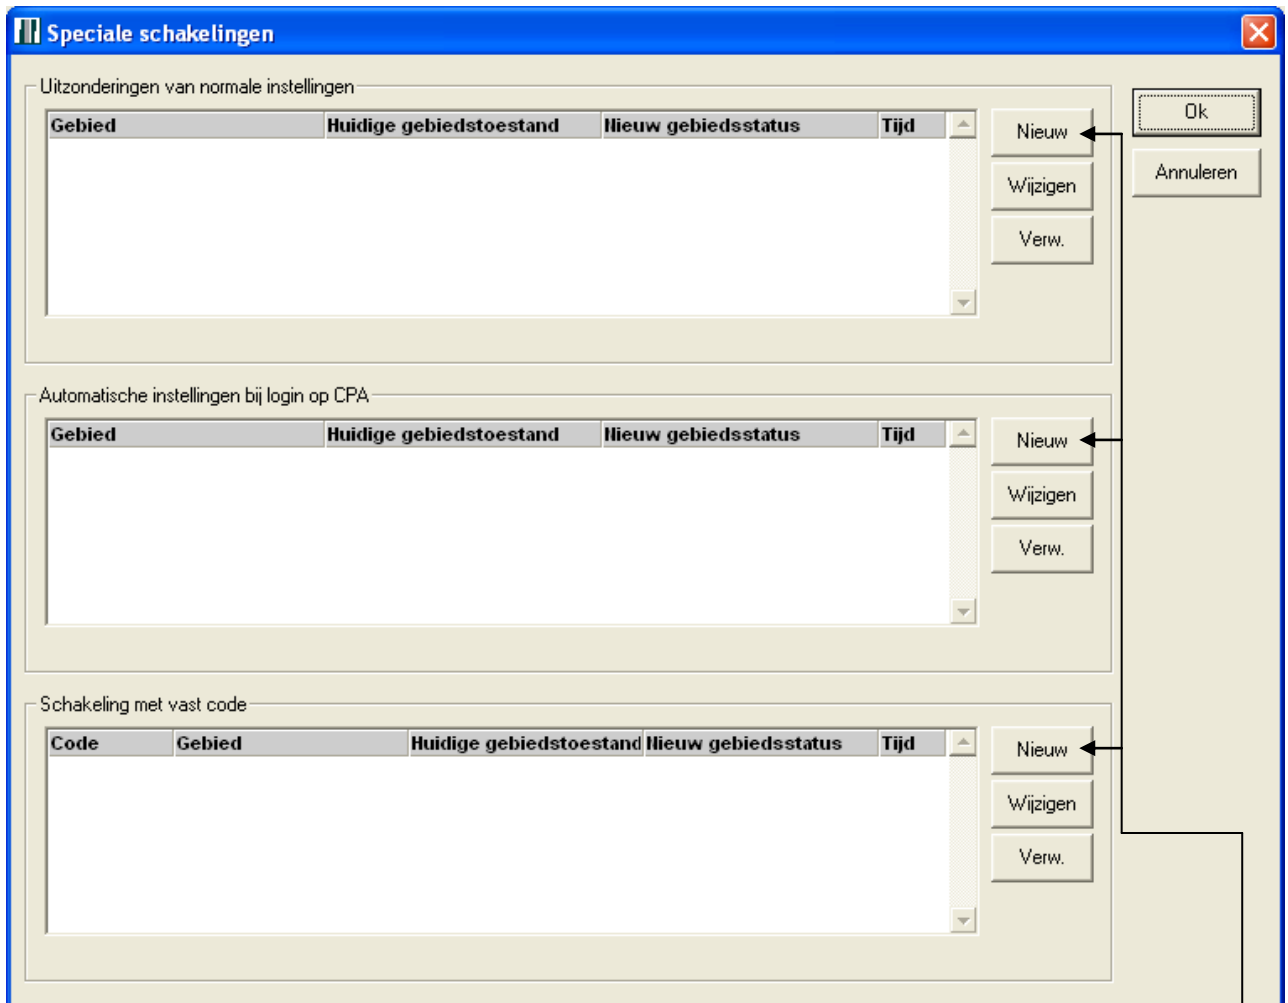 Speciale schakelingen
Uitzonderingen van normale instellingen
Gebied Huidige gebiedstoestand Nieuw gebiedsstatus Tijd
Nieuw
Wijzigen
Verw.
Ok
Annuleren
Automatische instellingen bij login op CPA
Gebied Huidige gebiedstoestand Nieuw gebiedsstatus Tijd
Nieuw
Wijzigen
Verw.
Schakeling met vast code
Code Gebied Huidige gebiedstoestand Nieuw gebiedsstatus Tijd
Nieuw
Wijzigen
Verw.